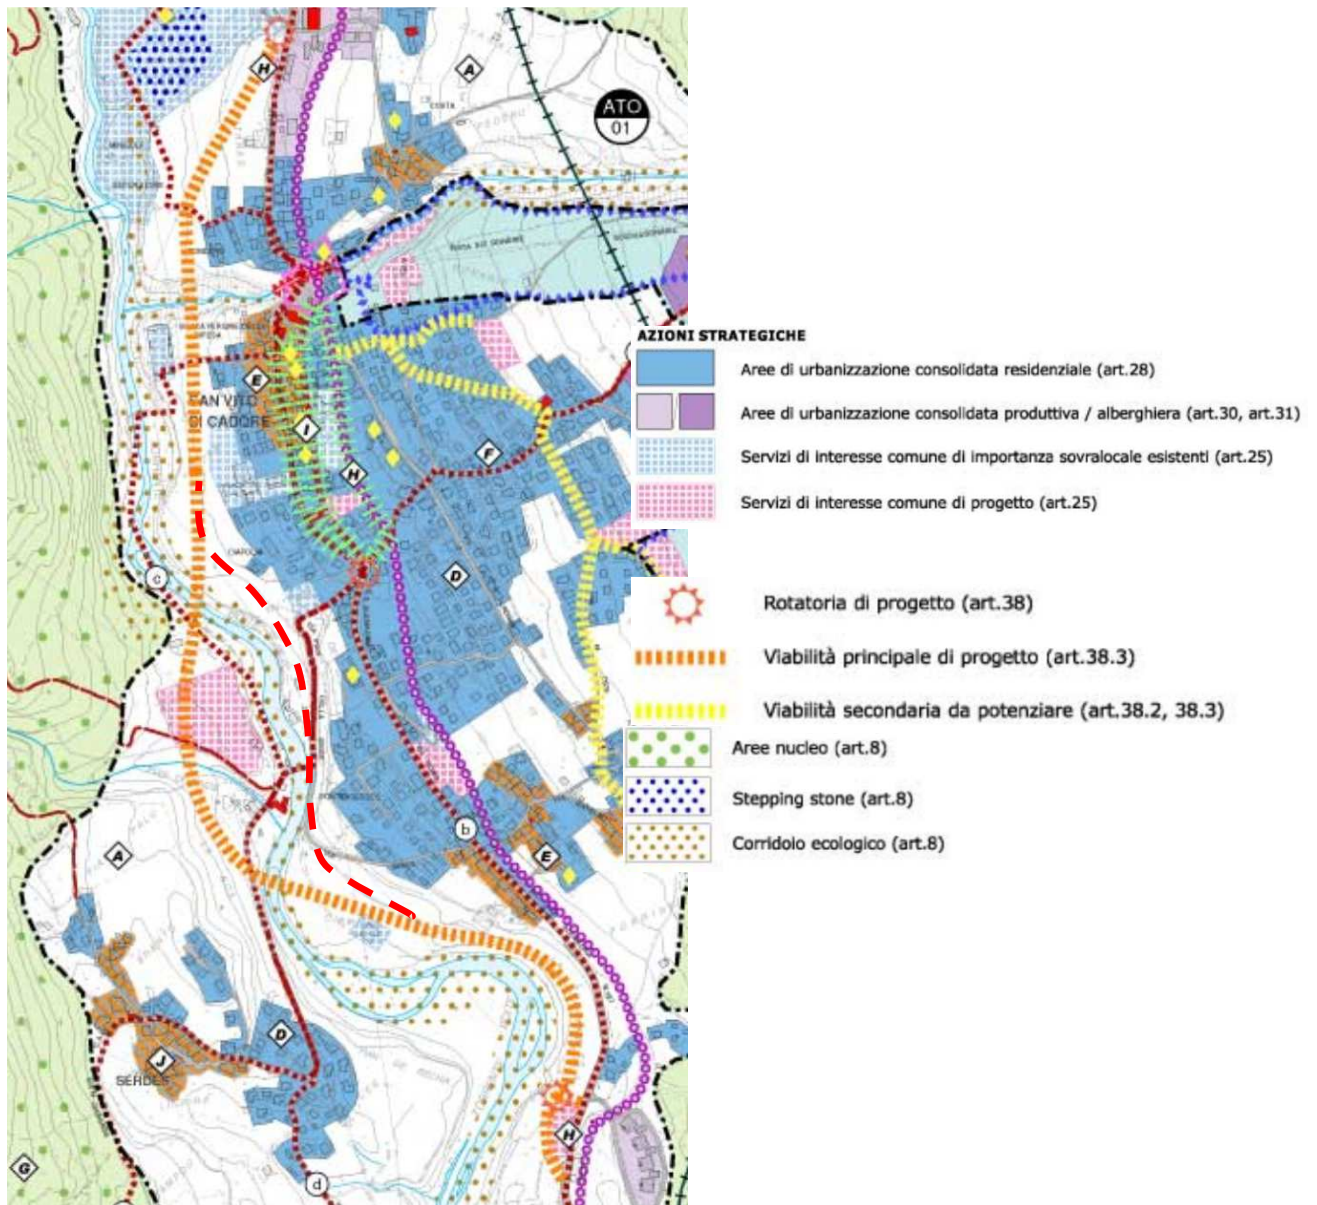 H
A
COSTA
ATO
01
E
SAN VITO
DI CADORE
I
H
F
D
c
b
E
A
D
J
SERDES
H
G
d
AZIONI STRATEGICHE
Aree di urbanizzazione consolidata residenziale (art.28)
Aree di urbanizzazione consolidata produttiva / alberghiera (art.30, art.31)
Servizi di interesse comune di importanza sovralocale esistenti (art.25)
Servizi di interesse comune di progetto (art.25)
Rotatoria di progetto (art.38)
Viabilità principale di progetto (art.38.3)
Viabilità secondaria da potenziare (art.38.2, 38.3)
Aree nucleo (art.8)
Stepping stone (art.8)
Corridoio ecologico (art.8)